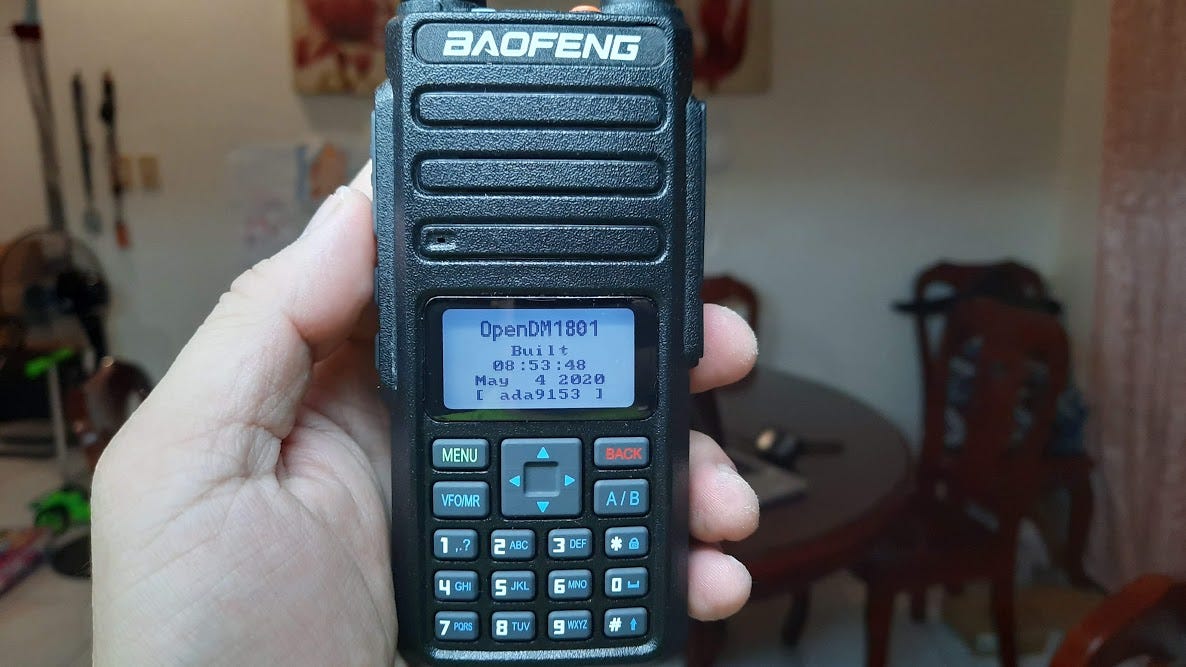 BAOFENG
OpenDM1801
Built
08:53:48
May 4 2020
[ ada9153 ]
MENU
BACK
VFO/MR
A/B
1 ,.? 2 ABC 3 DEF *
4 GHI 5 JKL 6 MNO 0
7 PQRS 8 TUV 9 WXYZ #